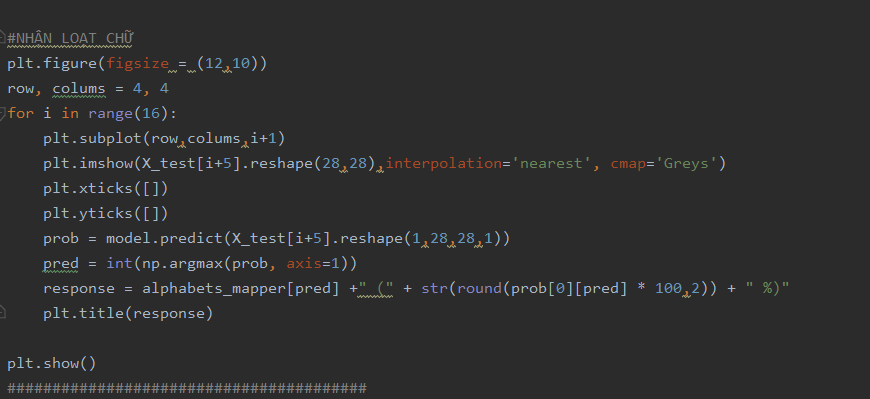 #NHẬN LOẠT CHỮ
plt.figure(figsize = (12,10))
row, colums = 4, 4
for i in range(16):
    plt.subplot(row,colums,i+1)
    plt.imshow(X_test[i+5].reshape(28,28),interpolation='nearest', cmap='Greys')
    plt.xticks([])
    plt.yticks([])
    prob = model.predict(X_test[i+5].reshape(1,28,28,1))
    pred = int(np.argmax(prob, axis=1))
    response = alphabets_mapper[pred] +" (" + str(round(prob[0][pred] * 100,2)) + " %)"
    plt.title(response)
plt.show()
########################################